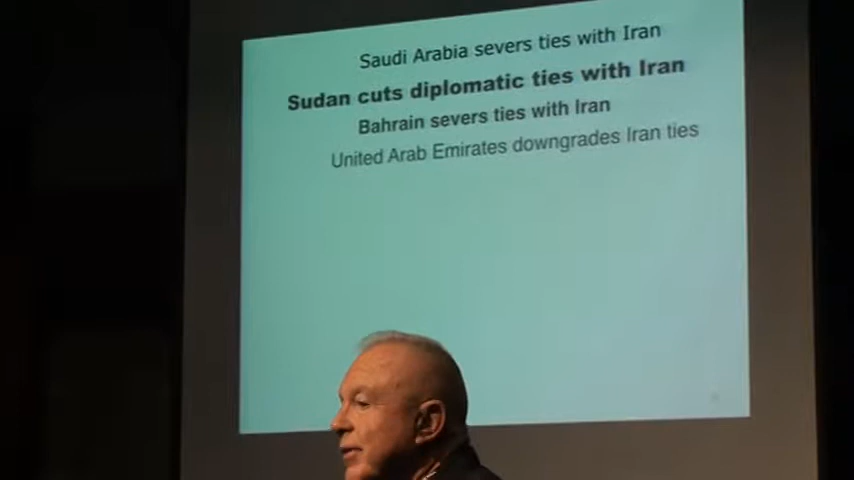 Saudi Arabia severs ties with Iran
Sudan cuts diplomatic ties with Iran
Bahrain severs ties with Iran
United Arab Emirates downgrades Iran ties